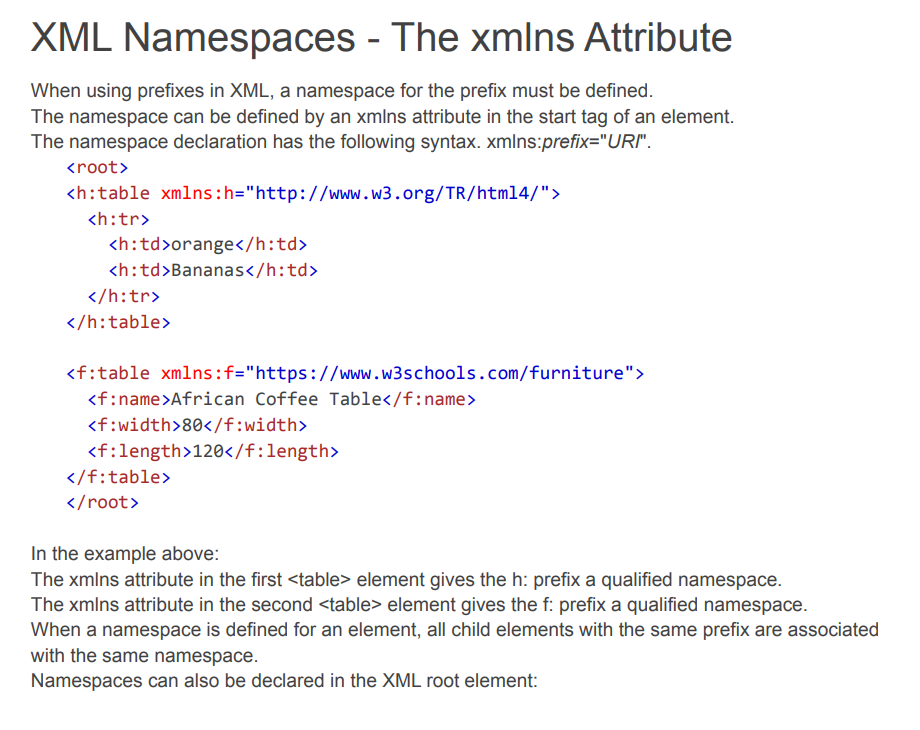 XML Namespaces - The xmlns Attribute
When using prefixes in XML, a namespace for the prefix must be defined.
The namespace can be defined by an xmlns attribute in the start tag of an element.
The namespace declaration has the following syntax. xmlns:prefix="URI".
<root>
<h:table xmlns:h="http://www.w3.org/TR/html4/">
<h:tr>
<h:td>orange</h:td>
<h:td>Bananas</h:td>
</h:tr>
</h:table>
<f:table xmlns:f="https://www.w3schools.com/furniture">
<f:name>African Coffee Table</f:name>
<f:width>80</f:width>
<f:length>120</f:length>
</f:table>
</root>
In the example above:
The xmlns attribute in the first <table> element gives the h: prefix a qualified namespace.
The xmlns attribute in the second <table> element gives the f: prefix a qualified namespace.
When a namespace is defined for an element, all child elements with the same prefix are associated
with the same namespace.
Namespaces can also be declared in the XML root element: